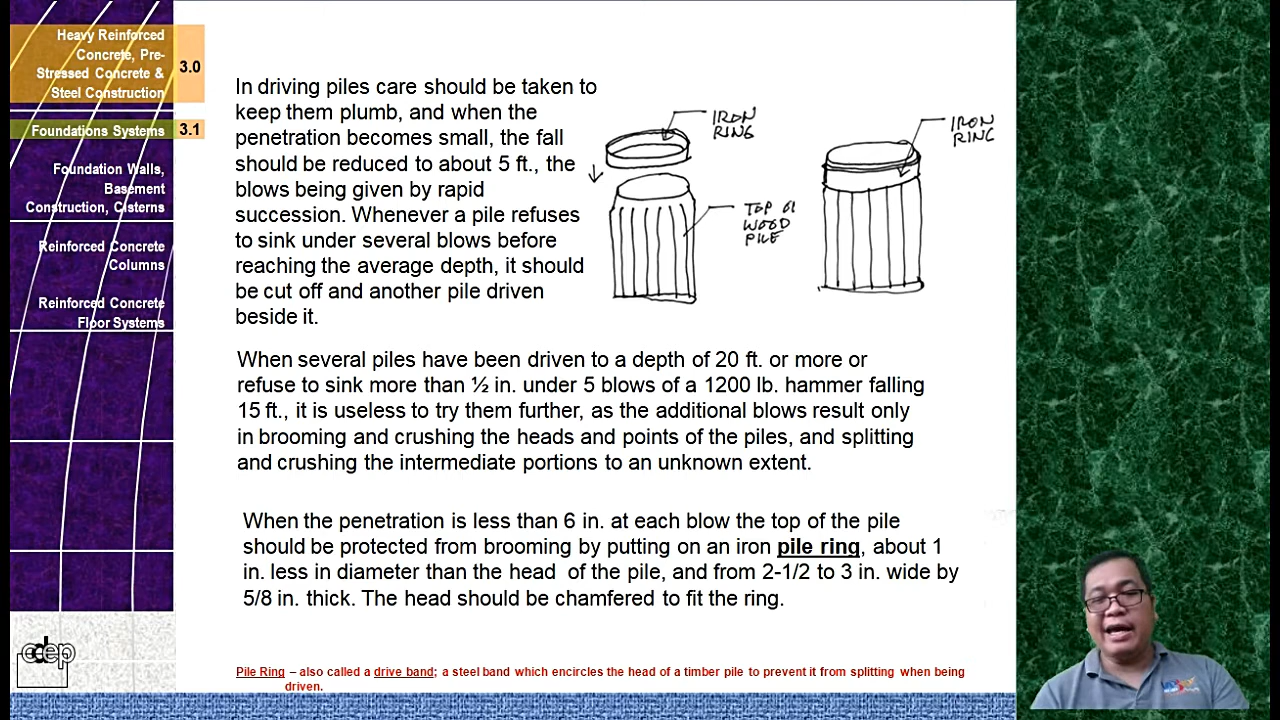 Heavy Reinforced
Concrete, Pre-
Stressed Concrete &
Steel Construction
3.0
Foundations Systems
3.1
Foundation Walls,
Basement
Construction, Cisterns
Reinforced Concrete
Columns
Reinforced Concrete
Floor Systems
In driving piles care should be taken to
keep them plumb, and when the
penetration becomes small, the fall
should be reduced to about 5 ft., the
blows being given by rapid
succession. Whenever a pile refuses
to sink under several blows before
reaching the average depth, it should
be cut off and another pile driven
beside it.
IRON
RING
TOP OF
WOOD
PILE
IRON
RING
When several piles have been driven to a depth of 20 ft. or more or
refuse to sink more than ½ in. under 5 blows of a 1200 lb. hammer falling
15 ft., it is useless to try them further, as the additional blows result only
in brooming and crushing the heads and points of the piles, and splitting
and crushing the intermediate portions to an unknown extent.
When the penetration is less than 6 in. at each blow the top of the pile
should be protected from brooming by putting on an iron pile ring, about 1
in. less in diameter than the head of the pile, and from 2-1/2 to 3 in. wide by
5/8 in. thick. The head should be chamfered to fit the ring.
Pile Ring – also called a drive band; a steel band which encircles the head of a timber pile to prevent it from splitting when being
driven.
cdep